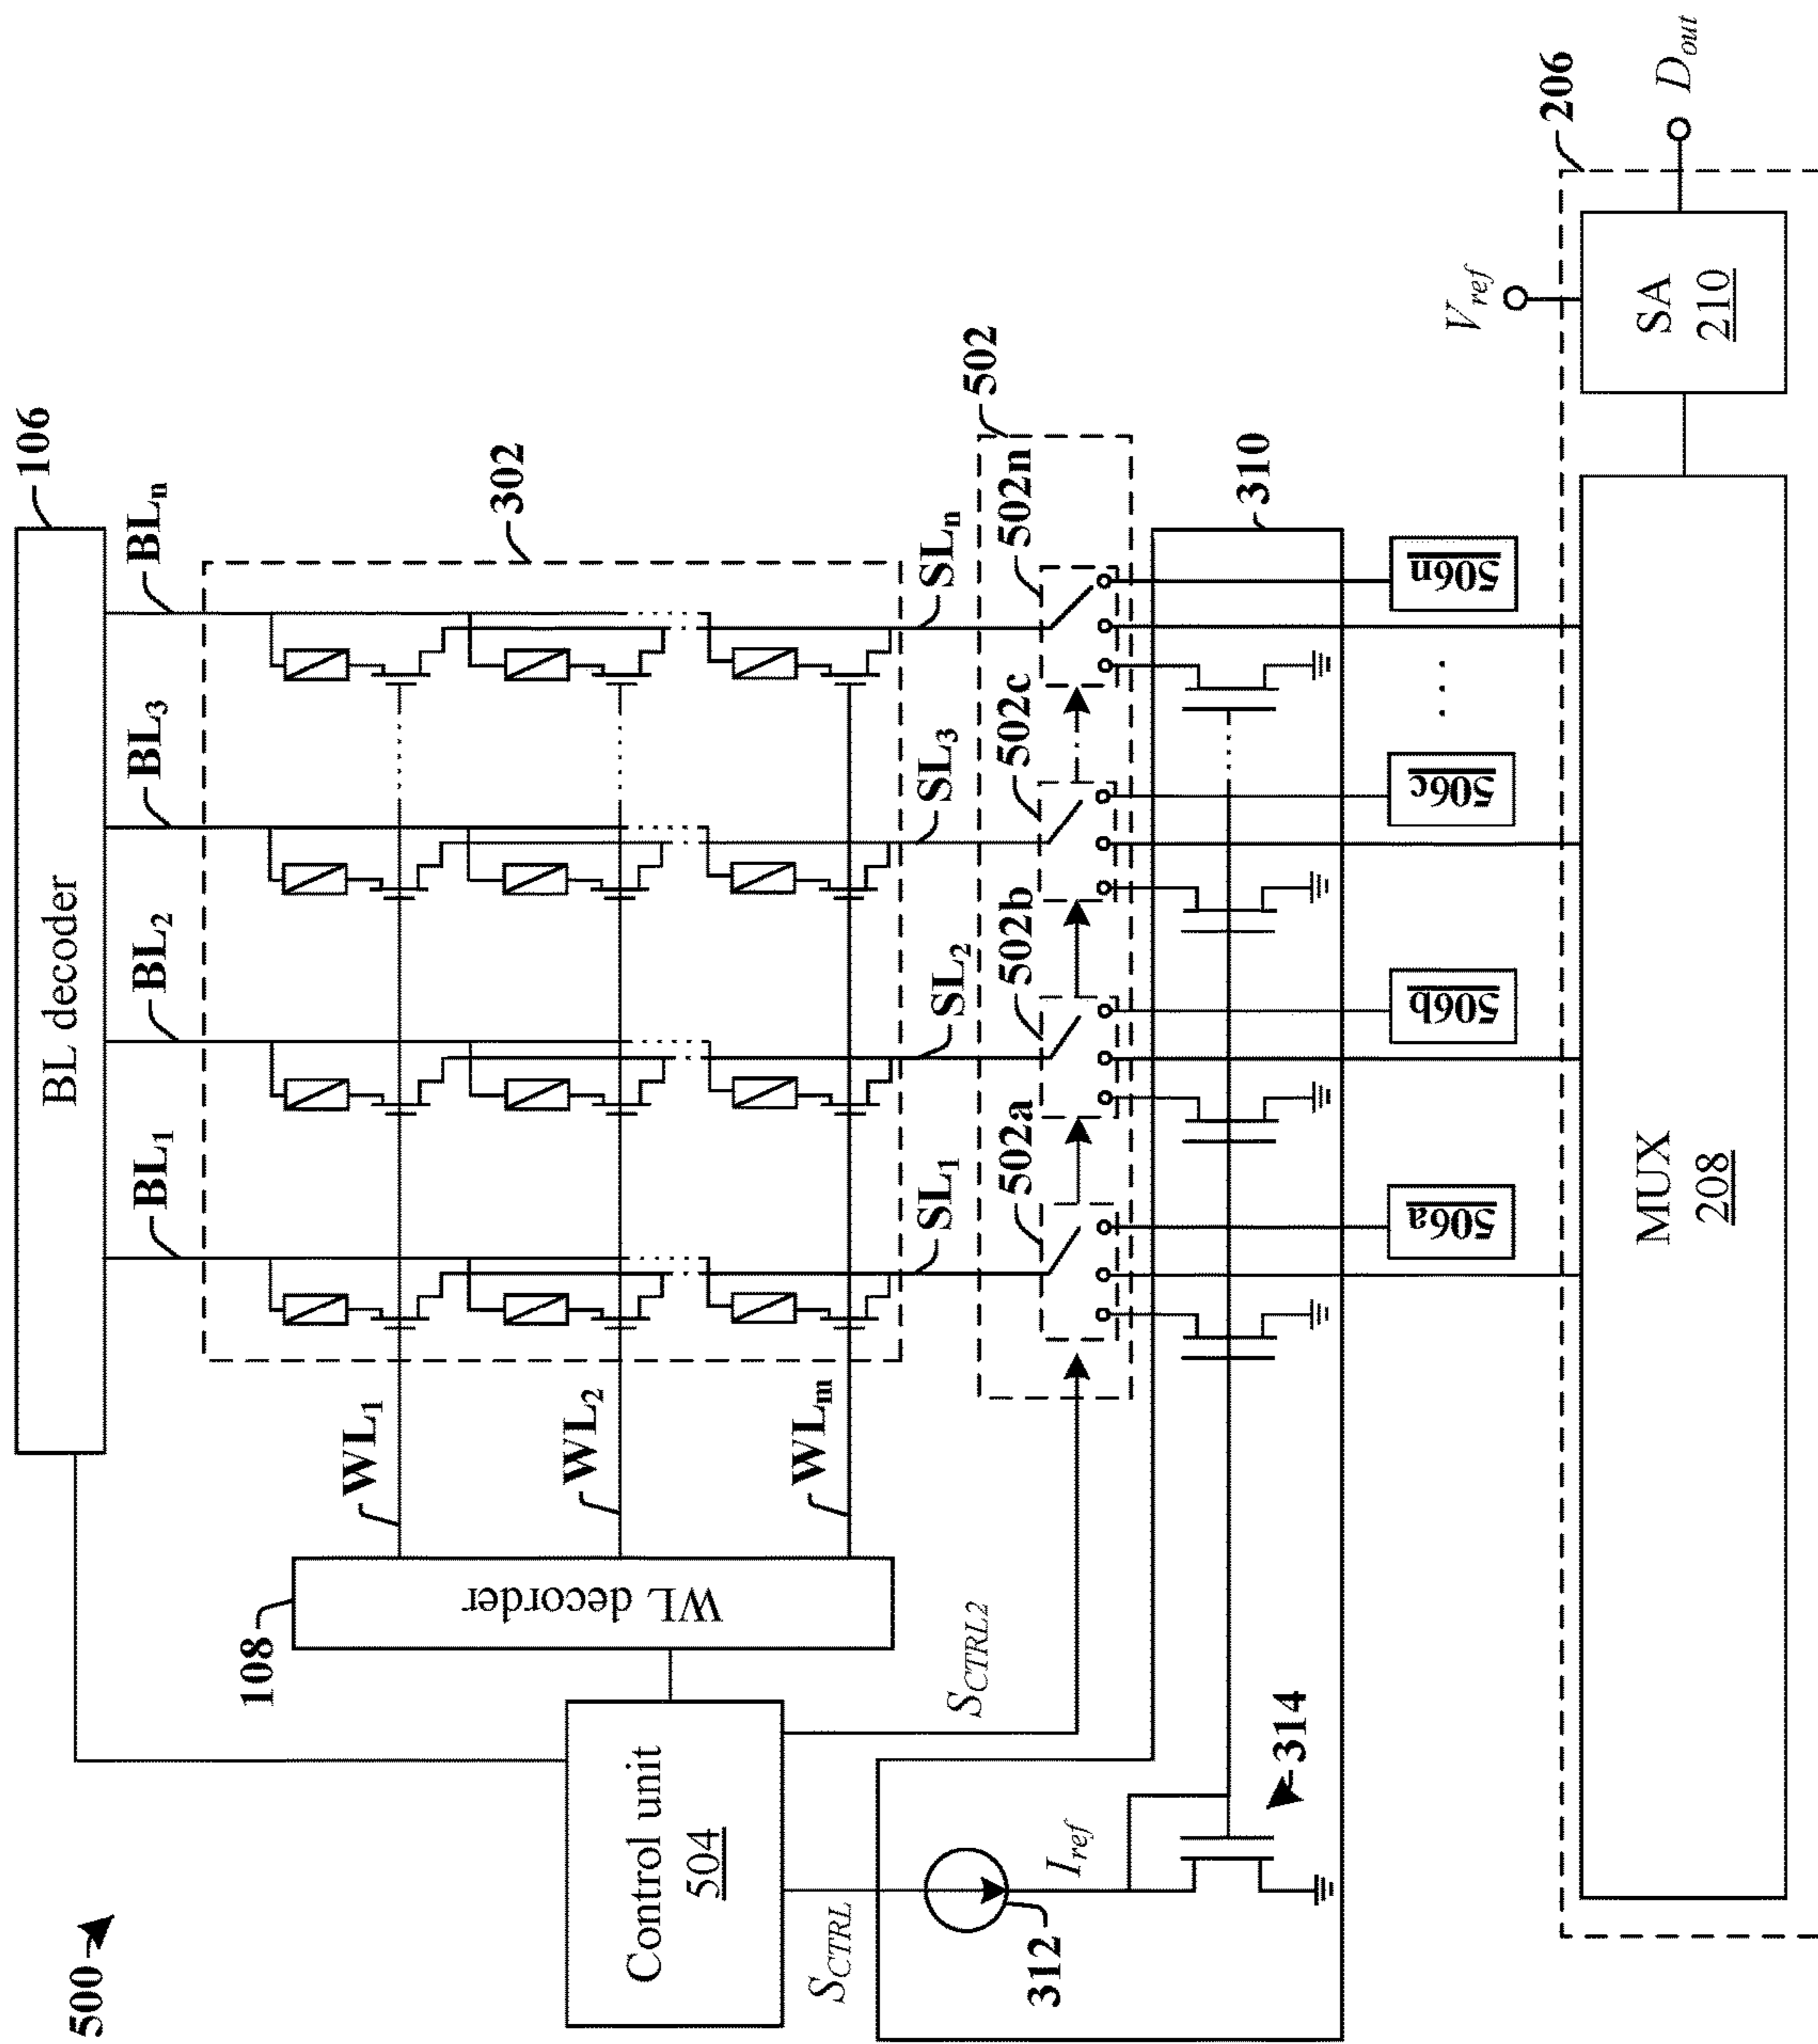 500
BL decoder
106
BL1
BL2
BL3
BLn
302
WL1
WL2
WLm
108
WL decorder
Control unit
504
SL1
SL2
SL3
SLn
502
502a
502b
502c
502n
SCTRL
SCTRL2
312
Iref
314
310
506a
506b
506c
...
506n
206
MUX
208
SA
210
Vref
Dout